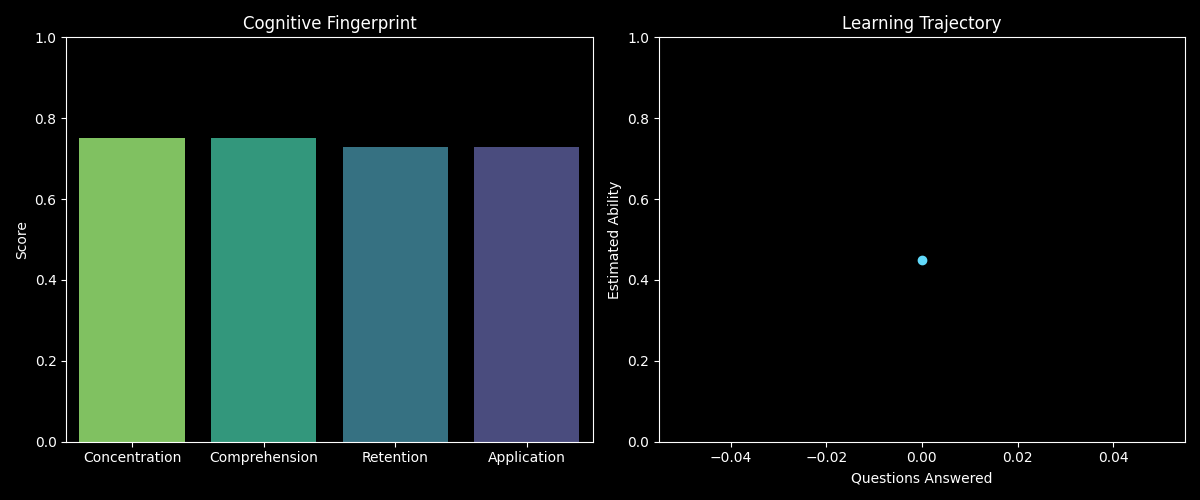 Cognitive Fingerprint
1.0
0.8
0.6
0.4
0.2
0.0
Score
Concentration
Comprehension
Retention
Application
Learning Trajectory
1.0
0.8
0.6
0.4
0.2
0.0
Estimated Ability
−0.04
−0.02
0.00
0.02
0.04
Questions Answered